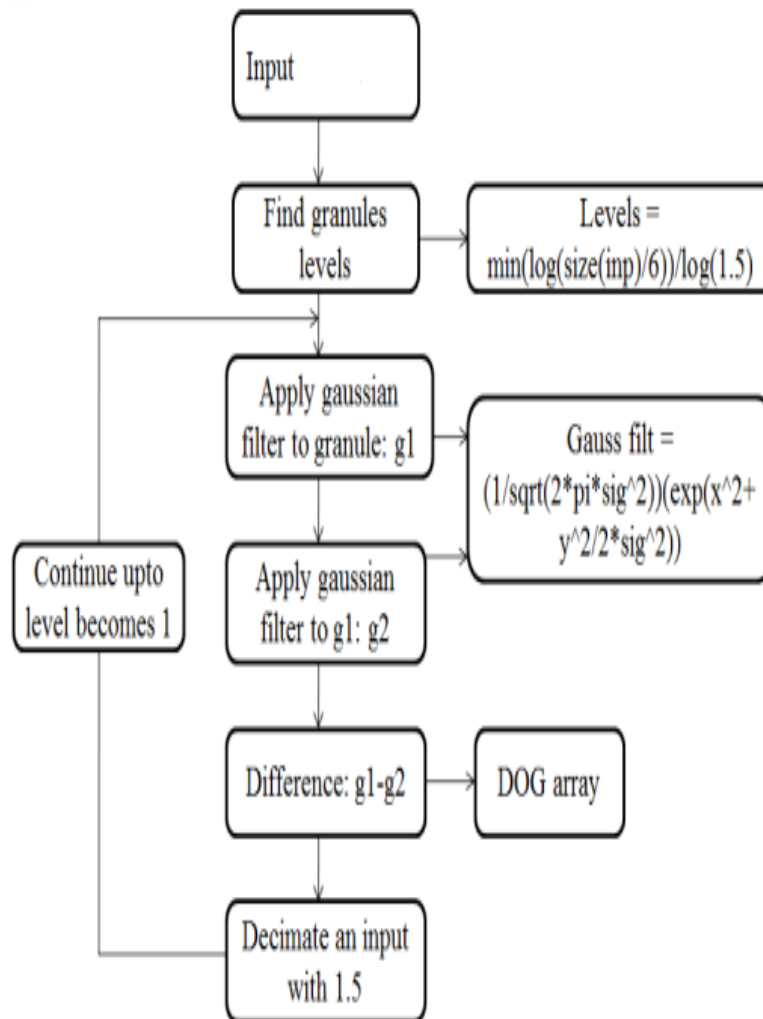 Input
Find granules
levels
Levels =
min(log(size(inp)/6))/log(1.5)
Apply gaussian
filter to granule: g1
Gauss filt =
(1/sqrt(2*pi*sig^2))(exp(x^2+
y^2/2*sig^2))
Continue upto
level becomes 1
Apply gaussian
filter to g1: g2
Difference: g1-g2
DOG array
Decimate an input
with 1.5